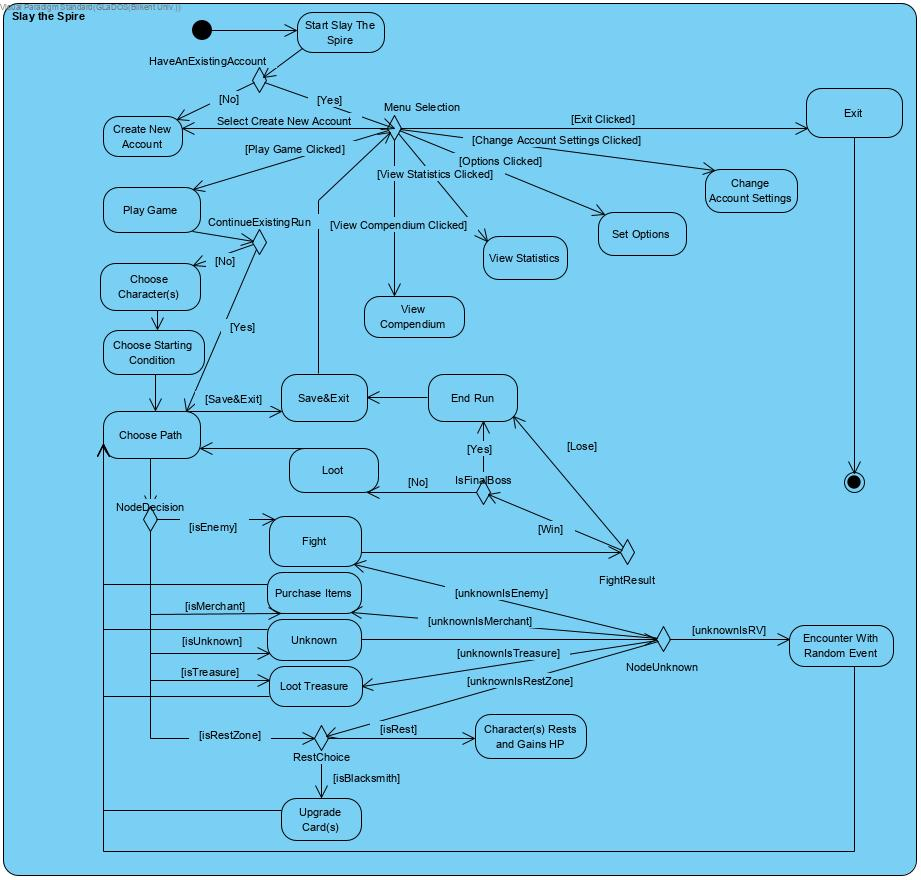 Visual Paradigm Standard(GLaDOS(Bilkent Univ.))
Slay the Spire
Start Slay The
Spire
HaveAnExistingAccount
[No]
[Yes]
Menu Selection
Create New
Account
Select Create New Account
[Exit Clicked]
Exit
[Change Account Settings Clicked]
[Play Game Clicked]
[Options Clicked]
[View Statistics Clicked]
Change
Account Settings
Play Game
ContinueExistingRun
[View Compendium Clicked]
Set Options
[No]
View Statistics
Choose
Character(s)
View
Compendium
[Yes]
Choose Starting
Condition
[Save&Exit]
Save&Exit
End Run
Choose Path
[Yes]
[Lose]
Loot
[No]
IsFinalBoss
NodeDecision
[isEnemy]
[Win]
Fight
FightResult
Purchase Items
[unknownIsEnemy]
[isMerchant]
[unknownIsMerchant]
[isUnknown]
Unknown
[unknownIsRV]
Encounter With
Random Event
[unknownIsTreasure]
NodeUnknown
[isTreasure]
Loot Treasure
[unknownIsRestZone]
[isRestZone]
[isRest]
Character(s) Rests
and Gains HP
RestChoice
[isBlacksmith]
Upgrade
Card(s)